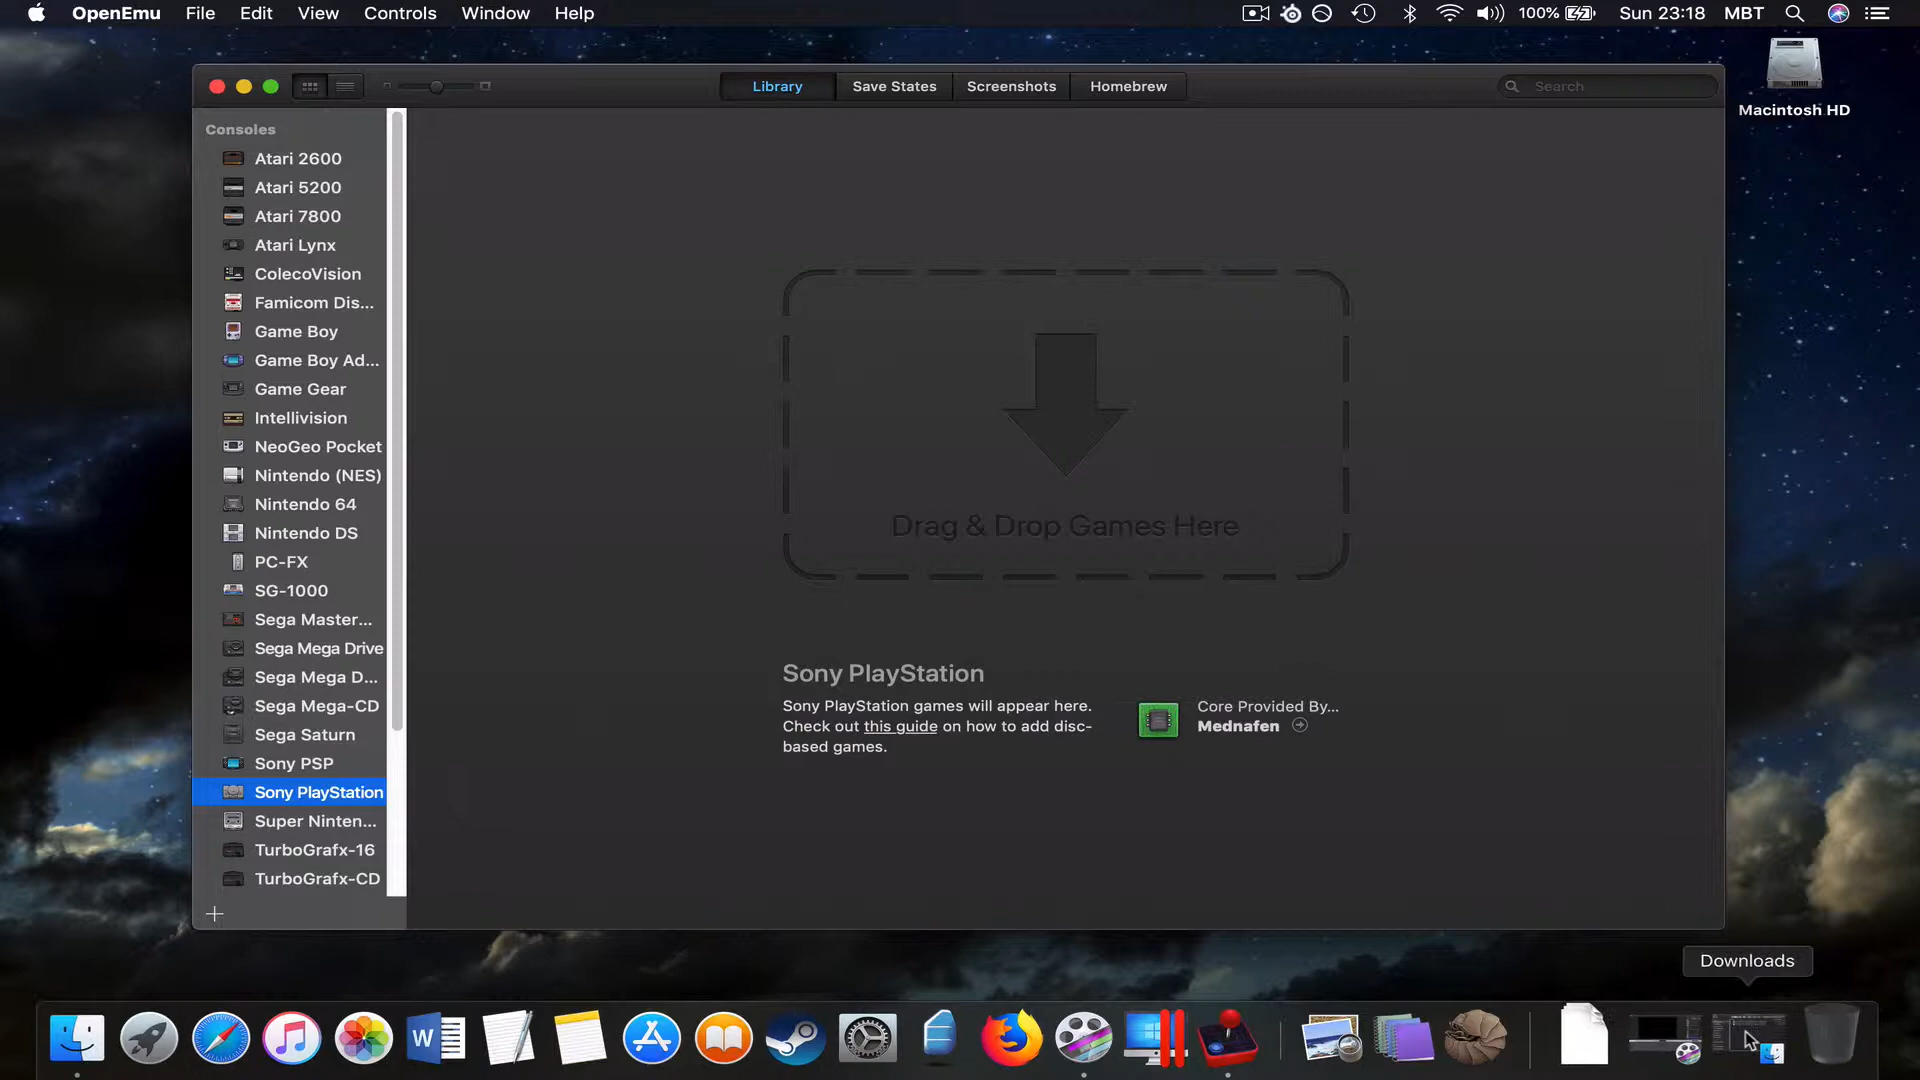 OpenEmu File Edit View Controls Window Help
100% Sun 23:18 MBT
Library Save States Screenshots Homebrew Search
Macintosh HD
Consoles
Atari 2600
Atari 5200
Atari 7800
Atari Lynx
ColecoVision
Famicom Dis...
Game Boy
Game Boy Ad...
Game Gear
Intellivision
NeoGeo Pocket
Nintendo (NES)
Nintendo 64
Nintendo DS
PC-FX
SG-1000
Sega Master...
Sega Mega Drive
Sega Mega D...
Sega Mega-CD
Sega Saturn
Sony PSP
Sony PlayStation
Super Ninten...
TurboGrafx-16
TurboGrafx-CD
Drag & Drop Games Here
Sony PlayStation
Sony PlayStation games will appear here.
Check out this guide on how to add disc-
based games.
Core Provided By...
Mednafen
Downloads